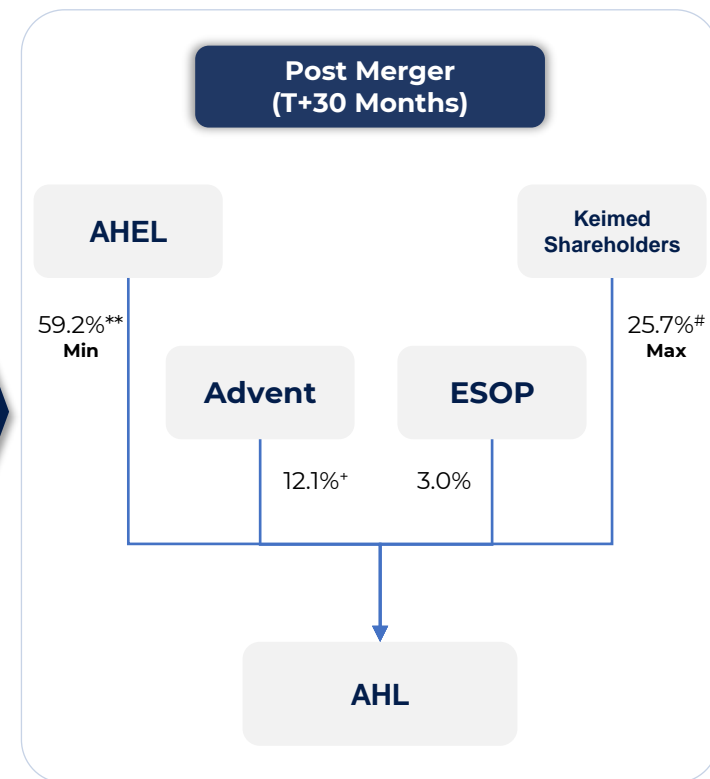 Post Merger
(T+30 Months)
AHEL
Keimed
Shareholders
59.2%**
Min
25.7%#
Max
Advent
ESOP
12.1%+
3.0%
AHL